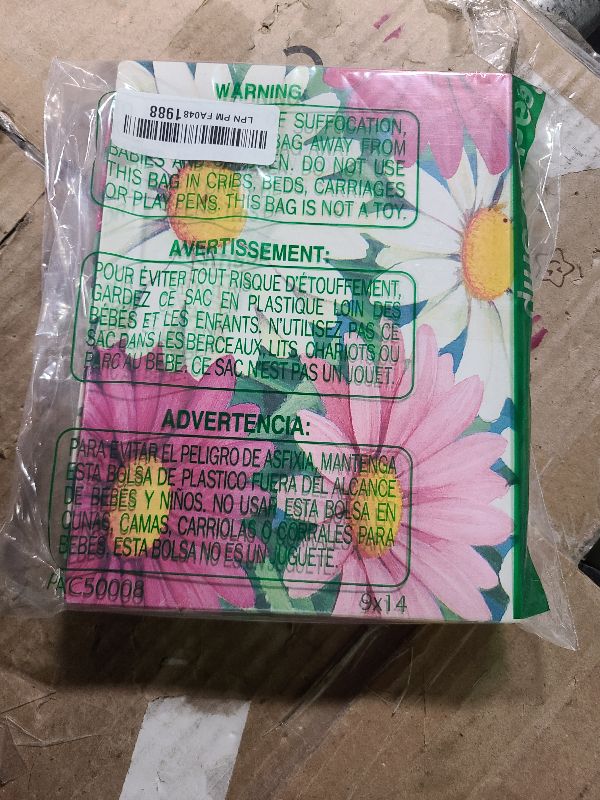 WARNING:
LPN PM FA0481988
F SUFFOCATION,
BAG AWAY FROM
BABIES AND EN. DO NOT USE
THIS BAG IN CRIBS, BEDS, CARRIAGES
OR PLAY PENS. THIS BAG IS NOT A TOY.
AVERTISSEMENT:
POUR ÉVITER TOUT RISQUE D'ÉTOUFFEMENT,
GARDEZ CE SAC EN PLASTIQUE LOIN DES
BÉBÉS ET LES ENFANTS. N'UTILISEZ PAS CE
SAC DANS LES BERCEAUX, LITS, CHARIOTS OU
PARC AU BÉBÉ. CE SAC N'EST PAS UN JOUET.
ADVERTENCIA:
PARA EVITAR EL PELIGRO DE ASFIXIA, MANTENGA
ESTA BOLSA DE PLASTICO FUERA DEL ALCANCE
DE BEBÉS Y NIÑOS. NO USAR ESTA BOLSA EN
CUNAS, CAMAS, CARRIOLAS O CORRALES PARA
BEBÉS, ESTA BOLSA NO ES UN JUGUETE.
PAC50008 9x14